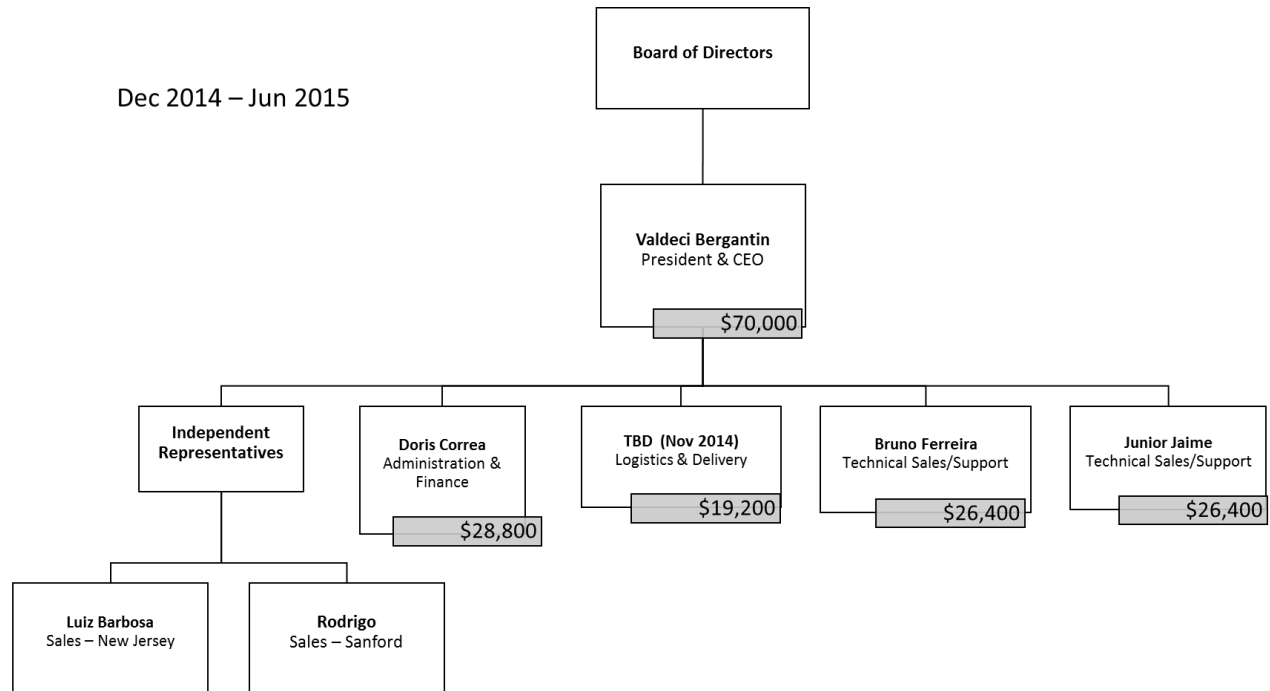 Board of Directors
Dec 2014 – Jun 2015
Valdeci Bergantin
President & CEO
$70,000
Independent
Representatives
Doris Correa
Administration &
Finance
$28,800
TBD (Nov 2014)
Logistics & Delivery
$19,200
Bruno Ferreira
Technical Sales/Support
$26,400
Junior Jaime
Technical Sales/Support
$26,400
Luiz Barbosa
Sales – New Jersey
Rodrigo
Sales – Sanford